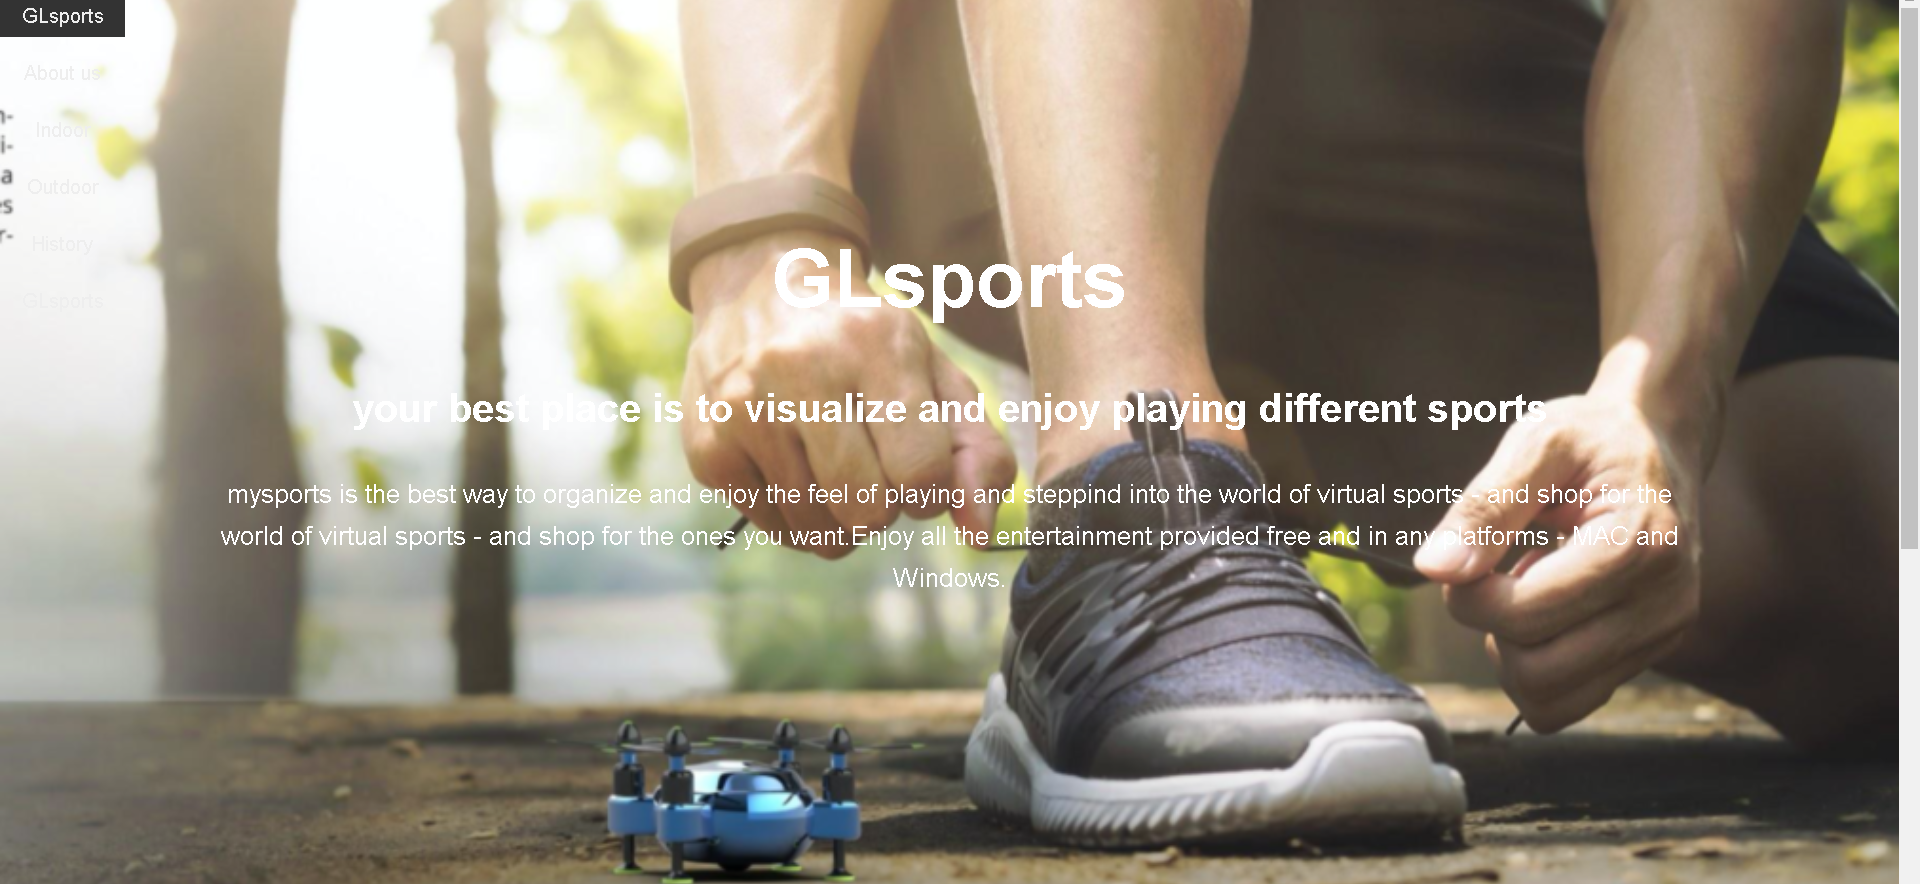 GLsports
About us
n-
Indoor
i-
a
Outdoor
es
r-
History
GLsports
GLsports
your best place is to visualize and enjoy playing different sports
mysports is the best way to organize and enjoy the feel of playing and steppind into the world of virtual sports - and shop for the
world of virtual sports - and shop for the ones you want.Enjoy all the entertainment provided free and in any platforms - MAC and
Windows.